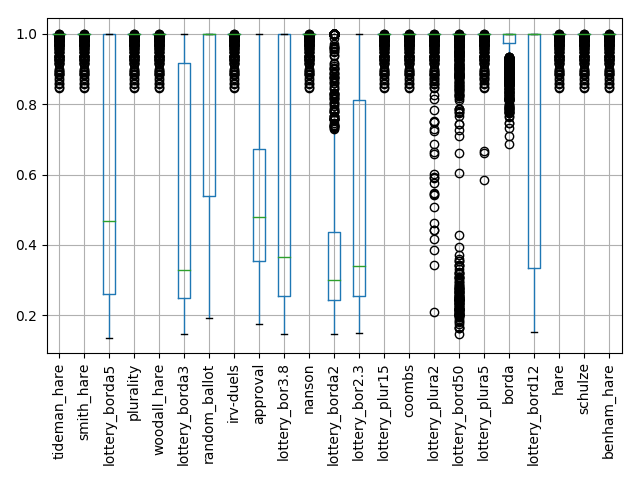 1.0
0.8
0.6
0.4
0.2
tideman_hare
smith_hare
lottery_borda5
plurality
woodall_hare
lottery_borda3
random_ballot
irv-duels
approval
lottery_bor3.8
nanson
lottery_borda2
lottery_bor2.3
lottery_plur15
coombs
lottery_plura2
lottery_bord50
lottery_plura5
borda
lottery_bord12
hare
schulze
benham_hare